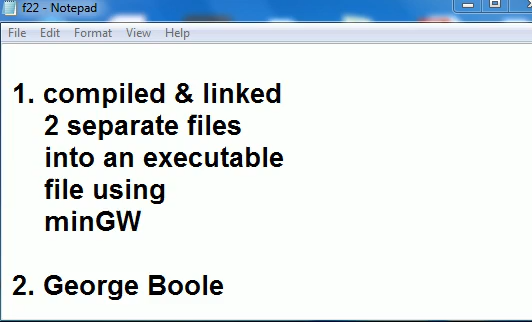 f22 - Notepad
File Edit Format View Help
1. compiled & linked
2 separate files
into an executable
file using
minGW
2. George Boole